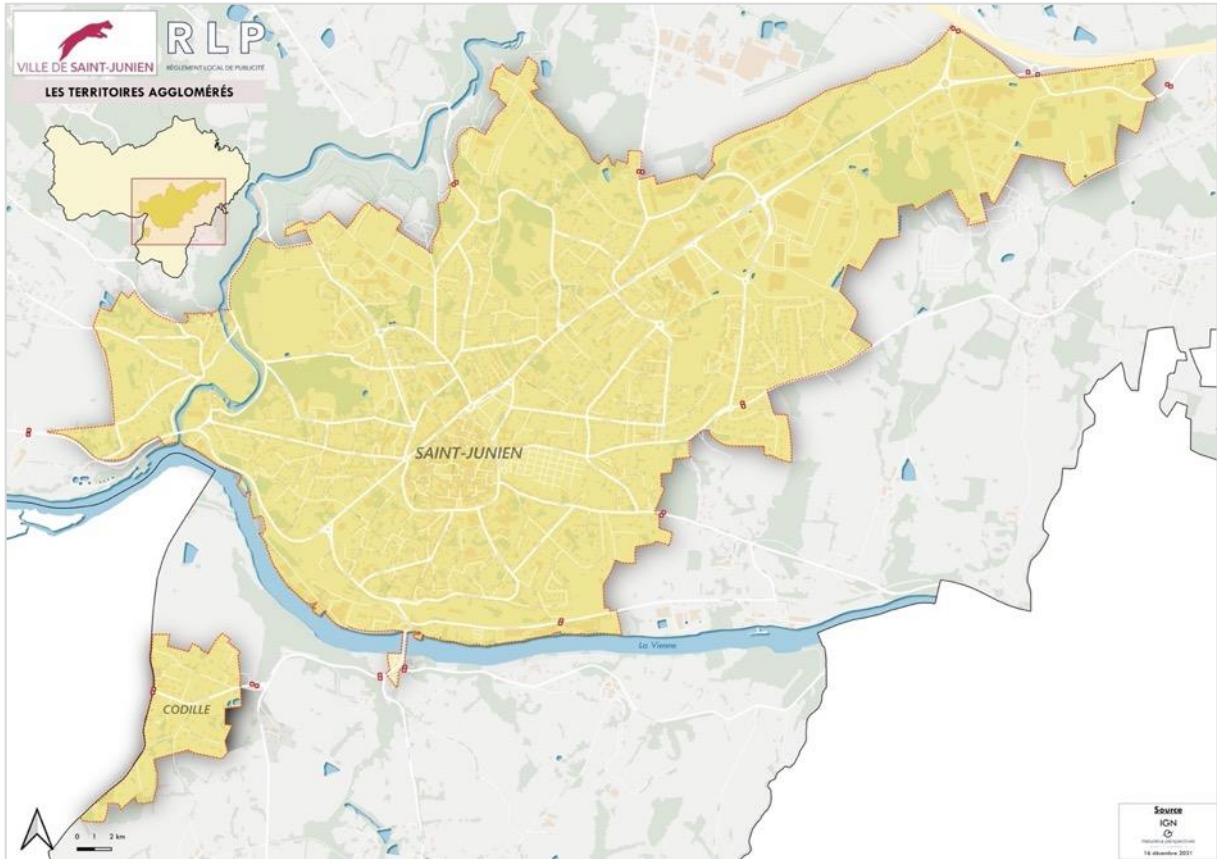 VILLE DE SAINT-JUNIEN
RLP
RÈGLEMENT LOCAL DE PUBLICITÉ
LES TERRITOIRES AGGLOMÉRÉS
SAINT-JUNIEN
La Vienne
CODILLE
0 1 2 km
Source
IGN
perspectives
16 décembre 2021